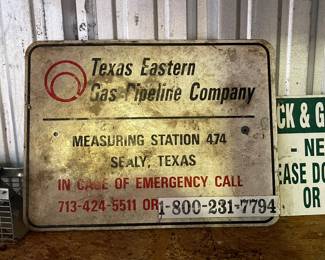 Texas Eastern
Gas Pipeline Company
MEASURING STATION 474
SEALY, TEXAS
IN CASE OF EMERGENCY CALL
713-424-5511 OR 1-800-231-7794
CK & G
- NE
EASE DO
OR